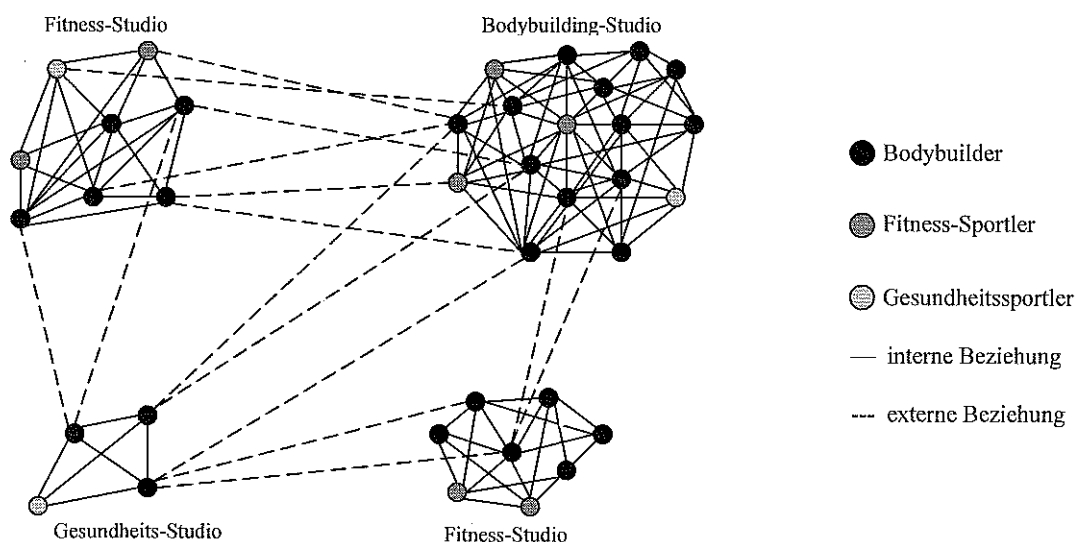 Fitness-Studio
Bodybuilding-Studio
Bodybuilder
Fitness-Sportler
Gesundheitssportler
interne Beziehung
externe Beziehung
Gesundheits-Studio
Fitness-Studio